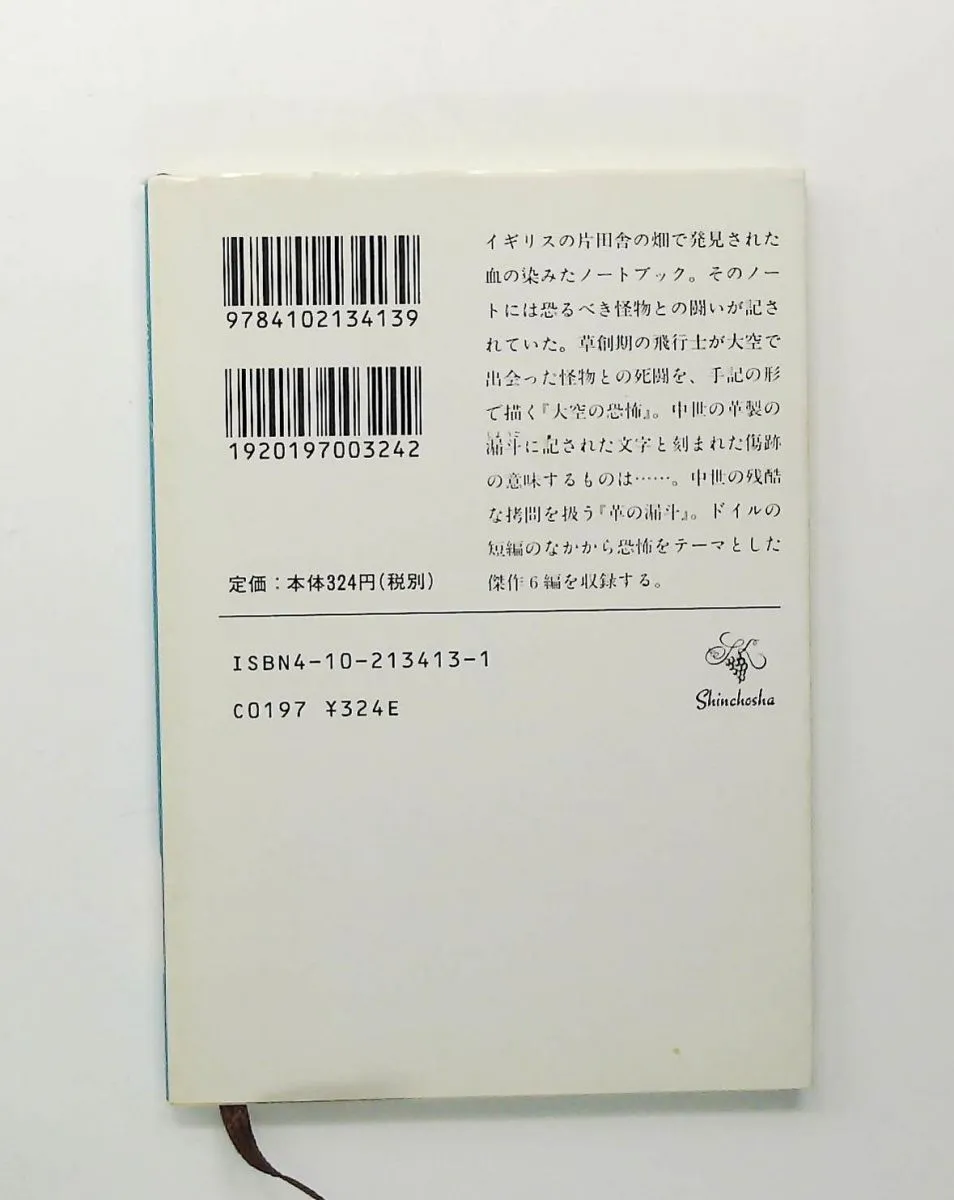 9784102134139
1920197003242
定価：本体324円（税別）
イギリスの片田舎の畑で発見された
血の染みたノートブック。そのノー
トには恐るべき怪物との闘いが記さ
れていた。草創期の飛行士が大空で
出会った怪物との死闘を、手記の形
で描く『大空の恐怖』。中世の革製の
漏斗に記された文字と刻まれた傷跡
の意味するものは……。中世の残酷
な拷問を扱う『革の漏斗』。ドイルの
短編のなかから恐怖をテーマとした
傑作6編を収録する。
ISBN4-10-213413-1
C0197 ¥324E
Shinchosha